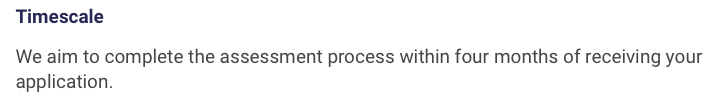 Timescale
We aim to complete the assessment process within four months of receiving your
application.